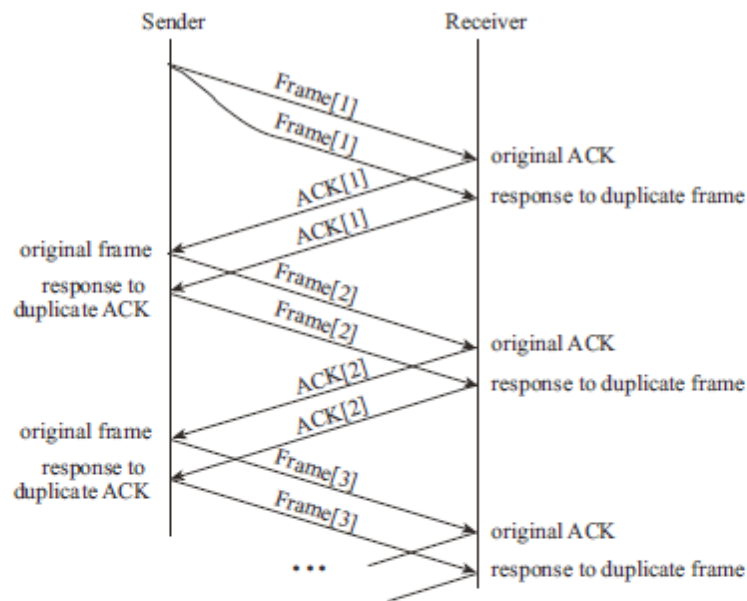 Sender
Receiver
Frame[1]
Frame[1]
original ACK
ACK[1]
response to duplicate frame
ACK[1]
original frame
response to
duplicate ACK
Frame[2]
Frame[2]
original ACK
ACK[2]
response to duplicate frame
ACK[2]
original frame
response to
duplicate ACK
Frame[3]
Frame[3]
original ACK
...
response to duplicate frame